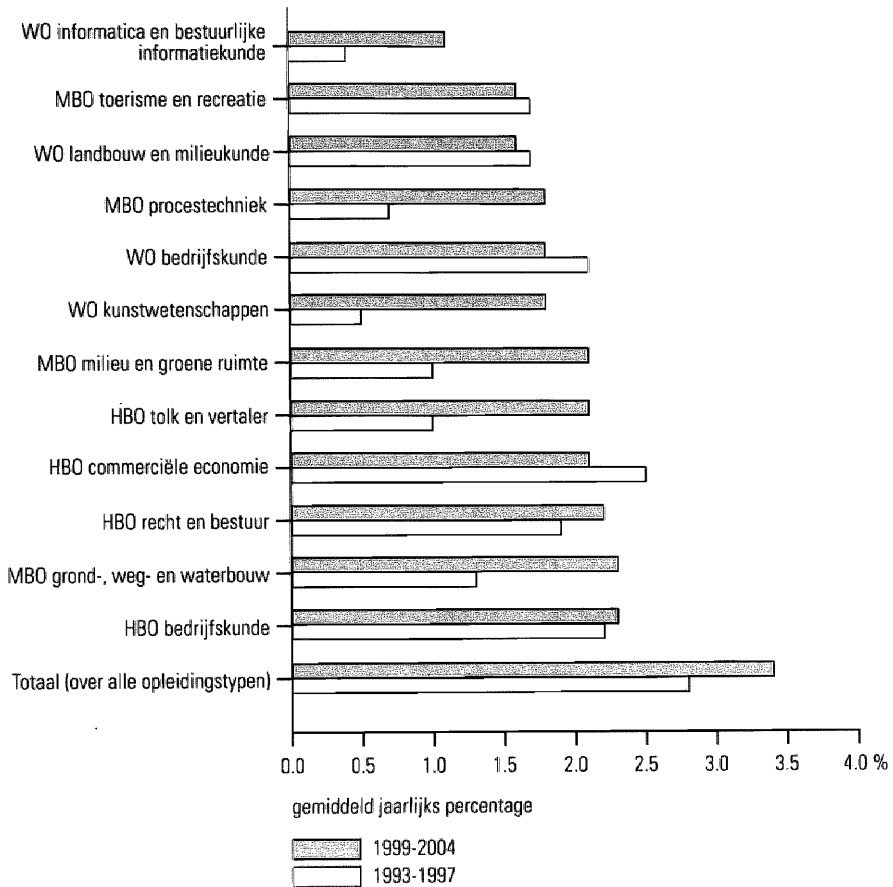 WO informatica en bestuurlijke
informatiekunde
MBO toerisme en recreatie
WO landbouw en milieukunde
MBO procestechniek
WO bedrijfskunde
WO kunstwetenschappen
MBO milieu en groene ruimte
HBO tolk en vertaler
HBO commerciële economie
HBO recht en bestuur
MBO grond-, weg- en waterbouw
HBO bedrijfskunde
Totaal (over alle opleidingstypen)
0.0 0.5 1.0 1.5 2.0 2.5 3.0 3.5 4.0 %
gemiddeld jaarlijks percentage
1999-2004
1993-1997